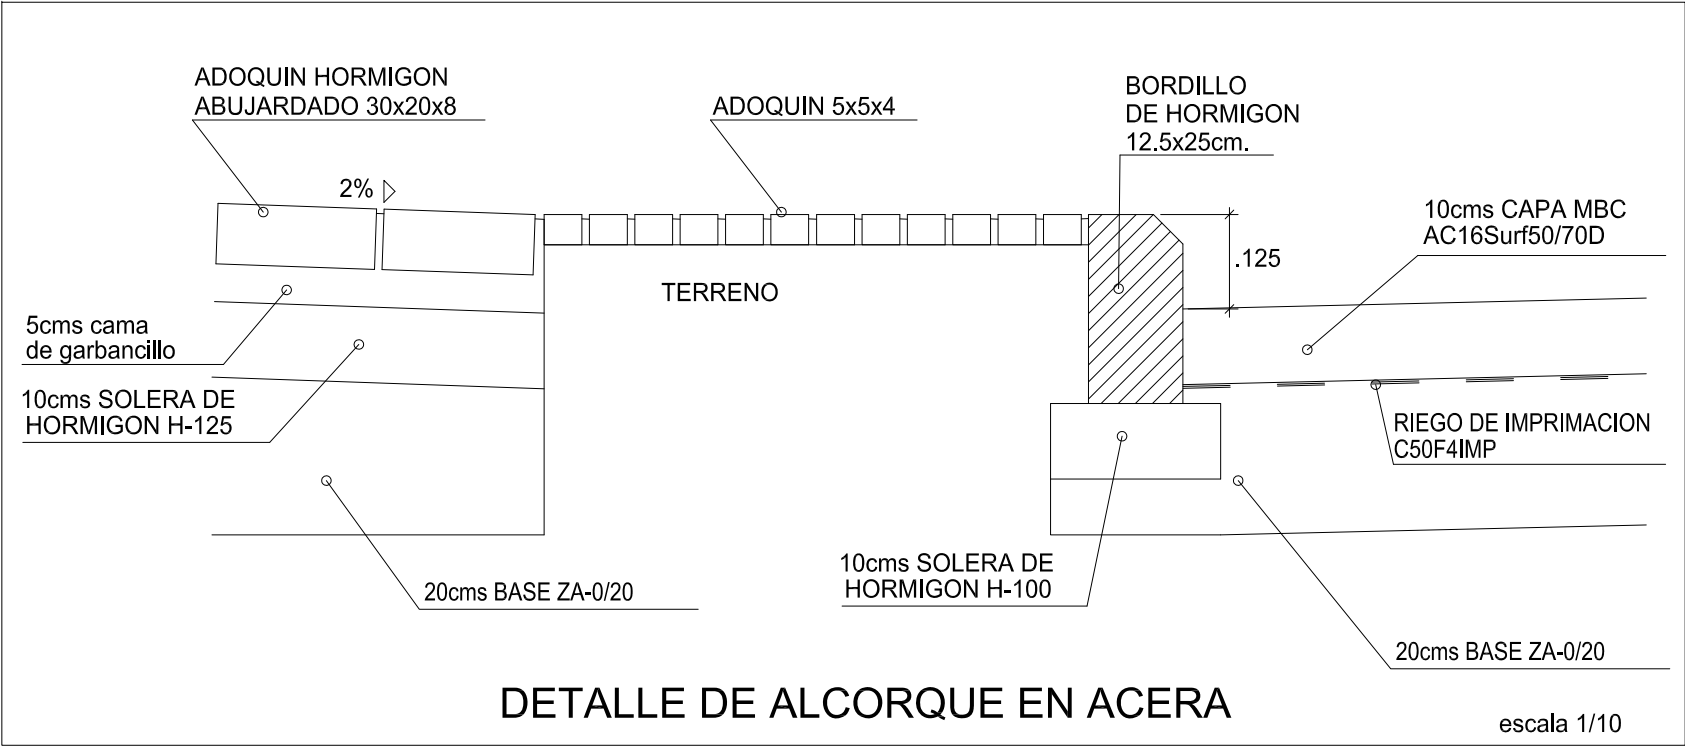 ADOQUIN HORMIGON
ABUJARDADO 30x20x8
2%
ADOQUIN 5x5x4
BORDILLO
DE HORMIGON
12.5x25cm.
10cms CAPA MBC
AC16Surf50/70D
.125
TERRENO
5cms cama
de garbancillo
10cms SOLERA DE
HORMIGON H-125
RIEGO DE IMPRIMACION
C50F4IMP
20cms BASE ZA-0/20
10cms SOLERA DE
HORMIGON H-100
20cms BASE ZA-0/20
DETALLE DE ALCORQUE EN ACERA
escala 1/10